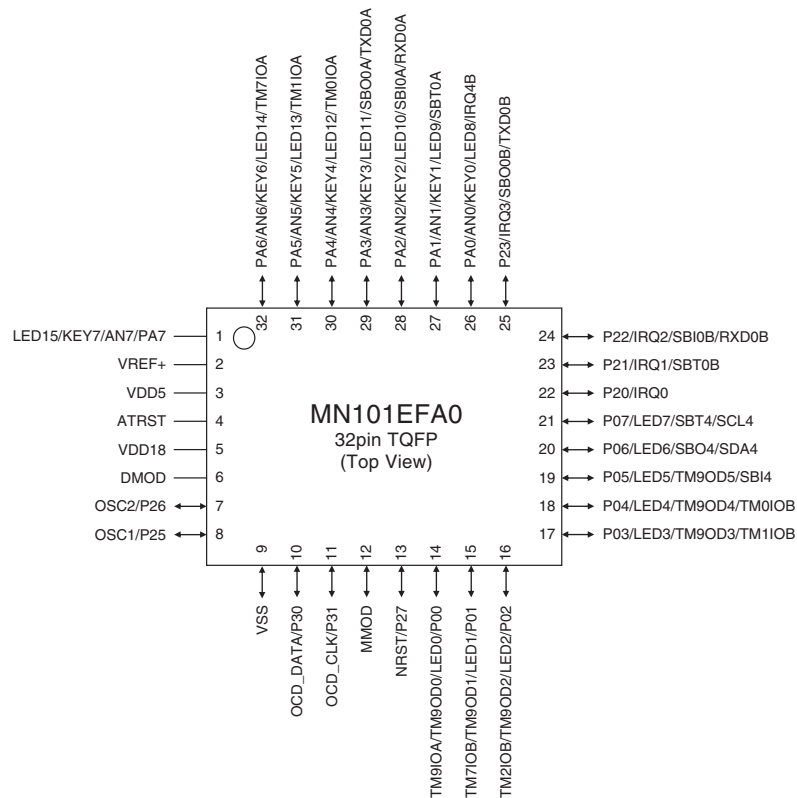 PA6/AN6/KEY6/LED14/TM7IOA
PA5/AN5/KEY5/LED13/TM1IOA
PA4/AN4/KEY4/LED12/TM0IOA
PA3/AN3/KEY3/LED11/SBO0A/TXD0A
PA2/AN2/KEY2/LED10/SBI0A/RXD0A
PA1/AN1/KEY1/LED9/SBT0A
PA0/AN0/KEY0/LED8/IRQ4B
P23/IRQ3/SBO0B/TXD0B
32
31
30
29
28
27
26
25
LED15/KEY7/AN7/PA7 1
VREF+ 2
VDD5 3
ATRST 4
VDD18 5
DMOD 6
OSC2/P26 7
OSC1/P25 8
MN101EFA0
32pin TQFP
(Top View)
24 P22/IRQ2/SBI0B/RXD0B
23 P21/IRQ1/SBT0B
22 P20/IRQ0
21 P07/LED7/SBT4/SCL4
20 P06/LED6/SBO4/SDA4
19 P05/LED5/TM9OD5/SBI4
18 P04/LED4/TM9OD4/TM0IOB
17 P03/LED3/TM9OD3/TM1IOB
9
10
11
12
13
14
15
16
VSS
OCD_DATA/P30
OCD_CLK/P31
MMOD
NRST/P27
TM9IOA/TM9OD0/LED0/P00
TM7IOB/TM9OD1/LED1/P01
TM2IOB/TM9OD2/LED2/P02